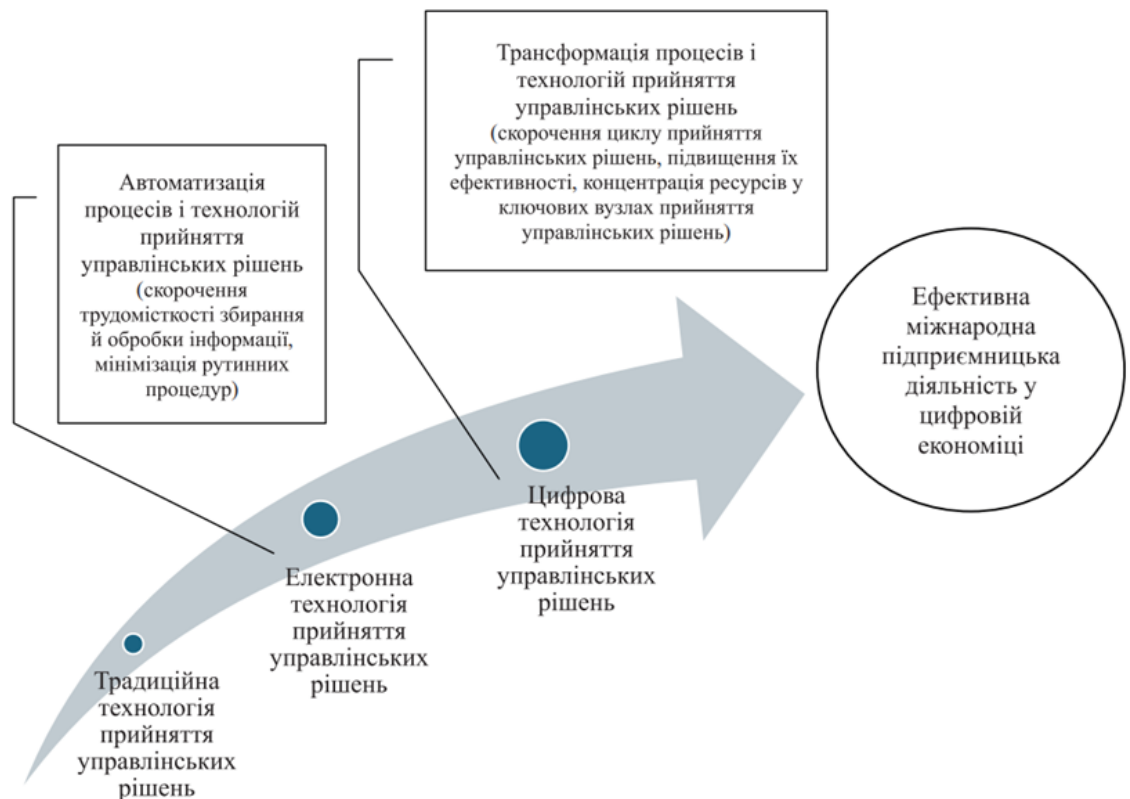 Трансформація процесів і
технологій прийняття
управлінських рішень
(скорочення циклу прийняття
управлінських рішень, підвищення їх
ефективності, концентрація ресурсів у
ключових вузлах прийняття
управлінських рішень)
Автоматизація
процесів і технологій
прийняття
управлінських рішень
(скорочення
трудомісткості збирання
й обробки інформації,
мінімізація рутинних
процедур)
Ефективна
міжнародна
підприємницька
діяльність у
цифровій
економіці
Цифрова
технологія
прийняття
управлінських
рішень
Електронна
технологія
прийняття
управлінських
рішень
Традиційна
технологія
прийняття
управлінських
рішень